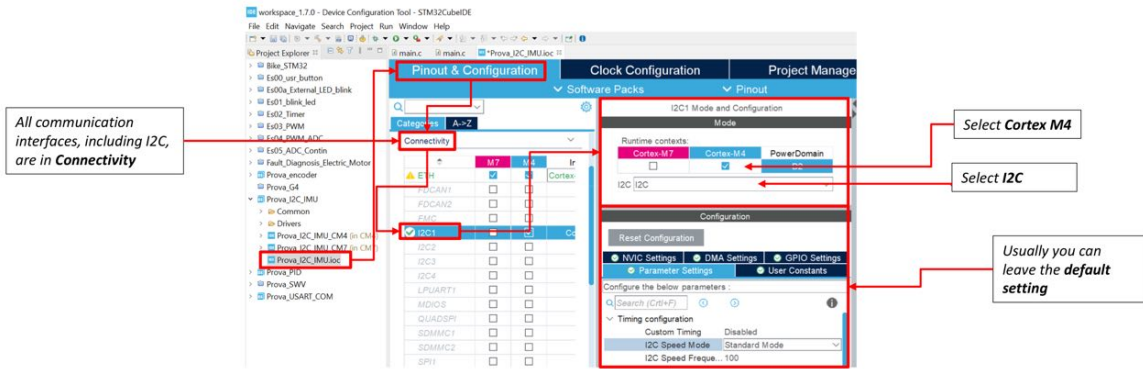 workspace_1.7.0 - Device Configuration Tool - STM32CubeIDE
File Edit Navigate Search Project Run Window Help
Project Explorer
main.c
main.c
*Prova_I2C_IMU.ioc
Bike_STM32
Es00_usr_button
Es00a_External_LED_blink
Es01_blink_led
Es02_Timer
Es03_PWM
Es04_PWM_ADC
Es05_ADC_Contin
Fault_Diagnosis_Electric_Motor
Prova_encoder
Prova_G4
Prova_I2C_IMU
Common
Drivers
Prova_I2C_IMU_CM4 (in CM4
Prova_I2C_IMU_CM7 (in CM7
Prova_I2C_IMU.ioc
Prova_PID
Prova_SWV
Prova_USART_COM
Pinout & Configuration
Clock Configuration
Project Manage
Software Packs
Pinout
Categories A->Z
Connectivity
M7 M4
ETH Cortex
FDCAN1
FDCAN2
FMC
I2C1
I2C2
I2C3
I2C4
LPUART1
MDIOS
QUADSPI
SDMMC1
SDMMC2
SPI1
I2C1 Mode and Configuration
Mode
Runtime contexts:
Cortex-M7 Cortex-M4 PowerDomain
D2
I2C I2C
Configuration
Reset Configuration
NVIC Settings DMA Settings GPIO Settings
Parameter Settings User Constants
Configure the below parameters :
Search (Crtl+F)
Timing configuration
Custom Timing Disabled
I2C Speed Mode Standard Mode
I2C Speed Freque... 100
All communication
interfaces, including I2C,
are in Connectivity
Select Cortex M4
Select I2C
Usually you can
leave the default
setting